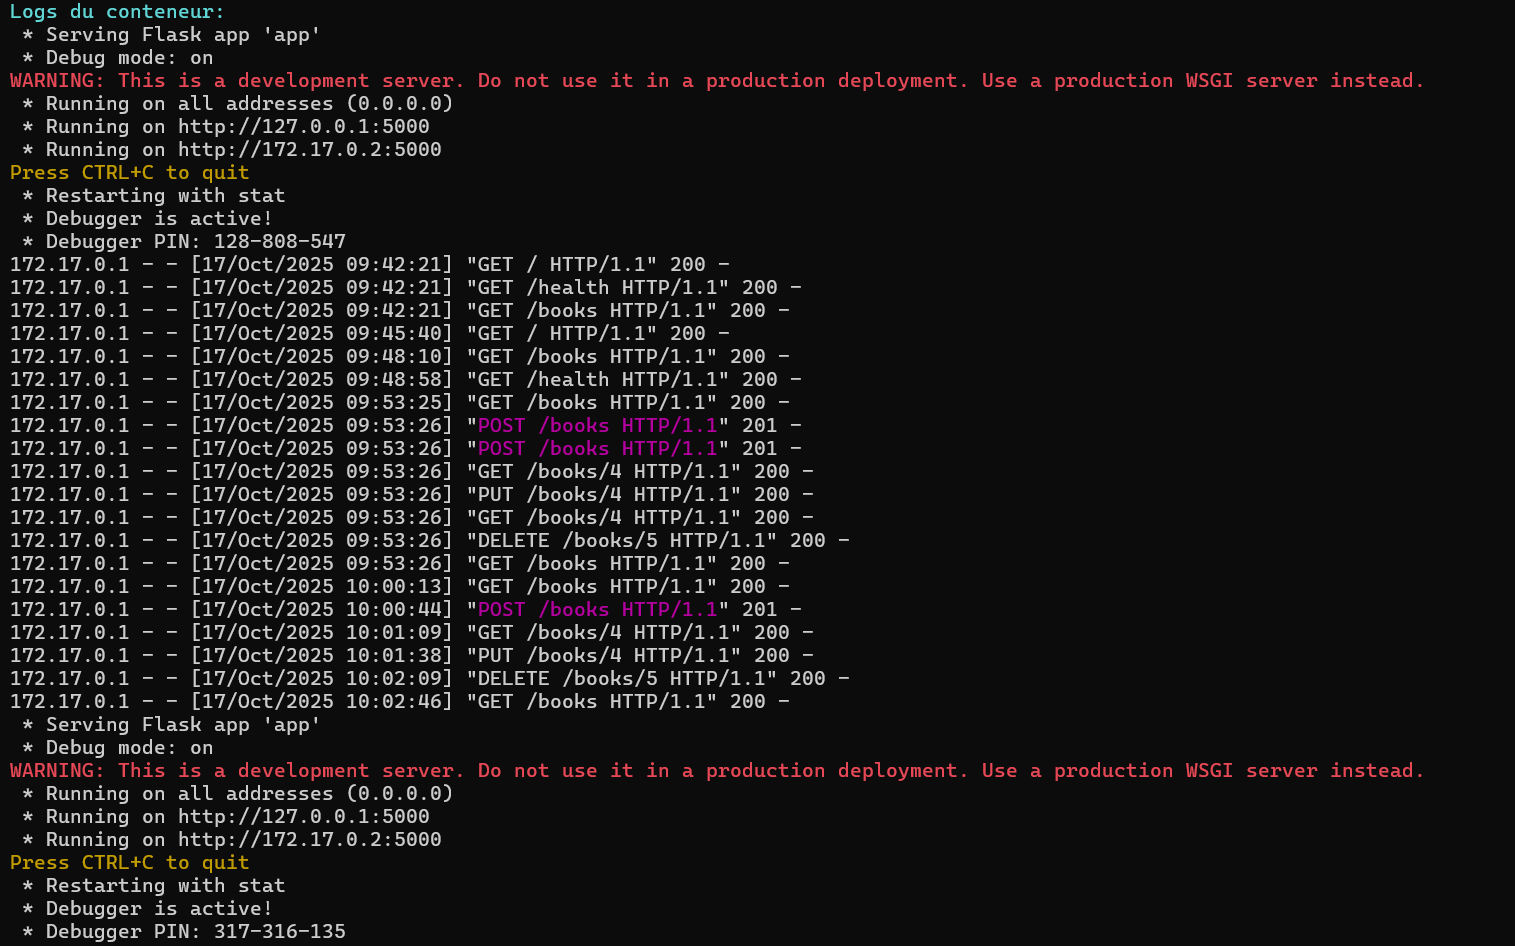 Logs du conteneur:
 * Serving Flask app 'app'
 * Debug mode: on
WARNING: This is a development server. Do not use it in a production deployment. Use a production WSGI server instead.
 * Running on all addresses (0.0.0.0)
 * Running on http://127.0.0.1:5000
 * Running on http://172.17.0.2:5000
Press CTRL+C to quit
 * Restarting with stat
 * Debugger is active!
 * Debugger PIN: 128-808-547
172.17.0.1 - - [17/Oct/2025 09:42:21] "GET / HTTP/1.1" 200 -
172.17.0.1 - - [17/Oct/2025 09:42:21] "GET /health HTTP/1.1" 200 -
172.17.0.1 - - [17/Oct/2025 09:42:21] "GET /books HTTP/1.1" 200 -
172.17.0.1 - - [17/Oct/2025 09:45:40] "GET / HTTP/1.1" 200 -
172.17.0.1 - - [17/Oct/2025 09:48:10] "GET /books HTTP/1.1" 200 -
172.17.0.1 - - [17/Oct/2025 09:48:58] "GET /health HTTP/1.1" 200 -
172.17.0.1 - - [17/Oct/2025 09:53:25] "GET /books HTTP/1.1" 200 -
172.17.0.1 - - [17/Oct/2025 09:53:26] "POST /books HTTP/1.1" 201 -
172.17.0.1 - - [17/Oct/2025 09:53:26] "POST /books HTTP/1.1" 201 -
172.17.0.1 - - [17/Oct/2025 09:53:26] "GET /books/4 HTTP/1.1" 200 -
172.17.0.1 - - [17/Oct/2025 09:53:26] "PUT /books/4 HTTP/1.1" 200 -
172.17.0.1 - - [17/Oct/2025 09:53:26] "GET /books/4 HTTP/1.1" 200 -
172.17.0.1 - - [17/Oct/2025 09:53:26] "DELETE /books/5 HTTP/1.1" 200 -
172.17.0.1 - - [17/Oct/2025 09:53:26] "GET /books HTTP/1.1" 200 -
172.17.0.1 - - [17/Oct/2025 10:00:13] "GET /books HTTP/1.1" 200 -
172.17.0.1 - - [17/Oct/2025 10:00:44] "POST /books HTTP/1.1" 201 -
172.17.0.1 - - [17/Oct/2025 10:01:09] "GET /books/4 HTTP/1.1" 200 -
172.17.0.1 - - [17/Oct/2025 10:01:38] "PUT /books/4 HTTP/1.1" 200 -
172.17.0.1 - - [17/Oct/2025 10:02:09] "DELETE /books/5 HTTP/1.1" 200 -
172.17.0.1 - - [17/Oct/2025 10:02:46] "GET /books HTTP/1.1" 200 -
 * Serving Flask app 'app'
 * Debug mode: on
WARNING: This is a development server. Do not use it in a production deployment. Use a production WSGI server instead.
 * Running on all addresses (0.0.0.0)
 * Running on http://127.0.0.1:5000
 * Running on http://172.17.0.2:5000
Press CTRL+C to quit
 * Restarting with stat
 * Debugger is active!
 * Debugger PIN: 317-316-135